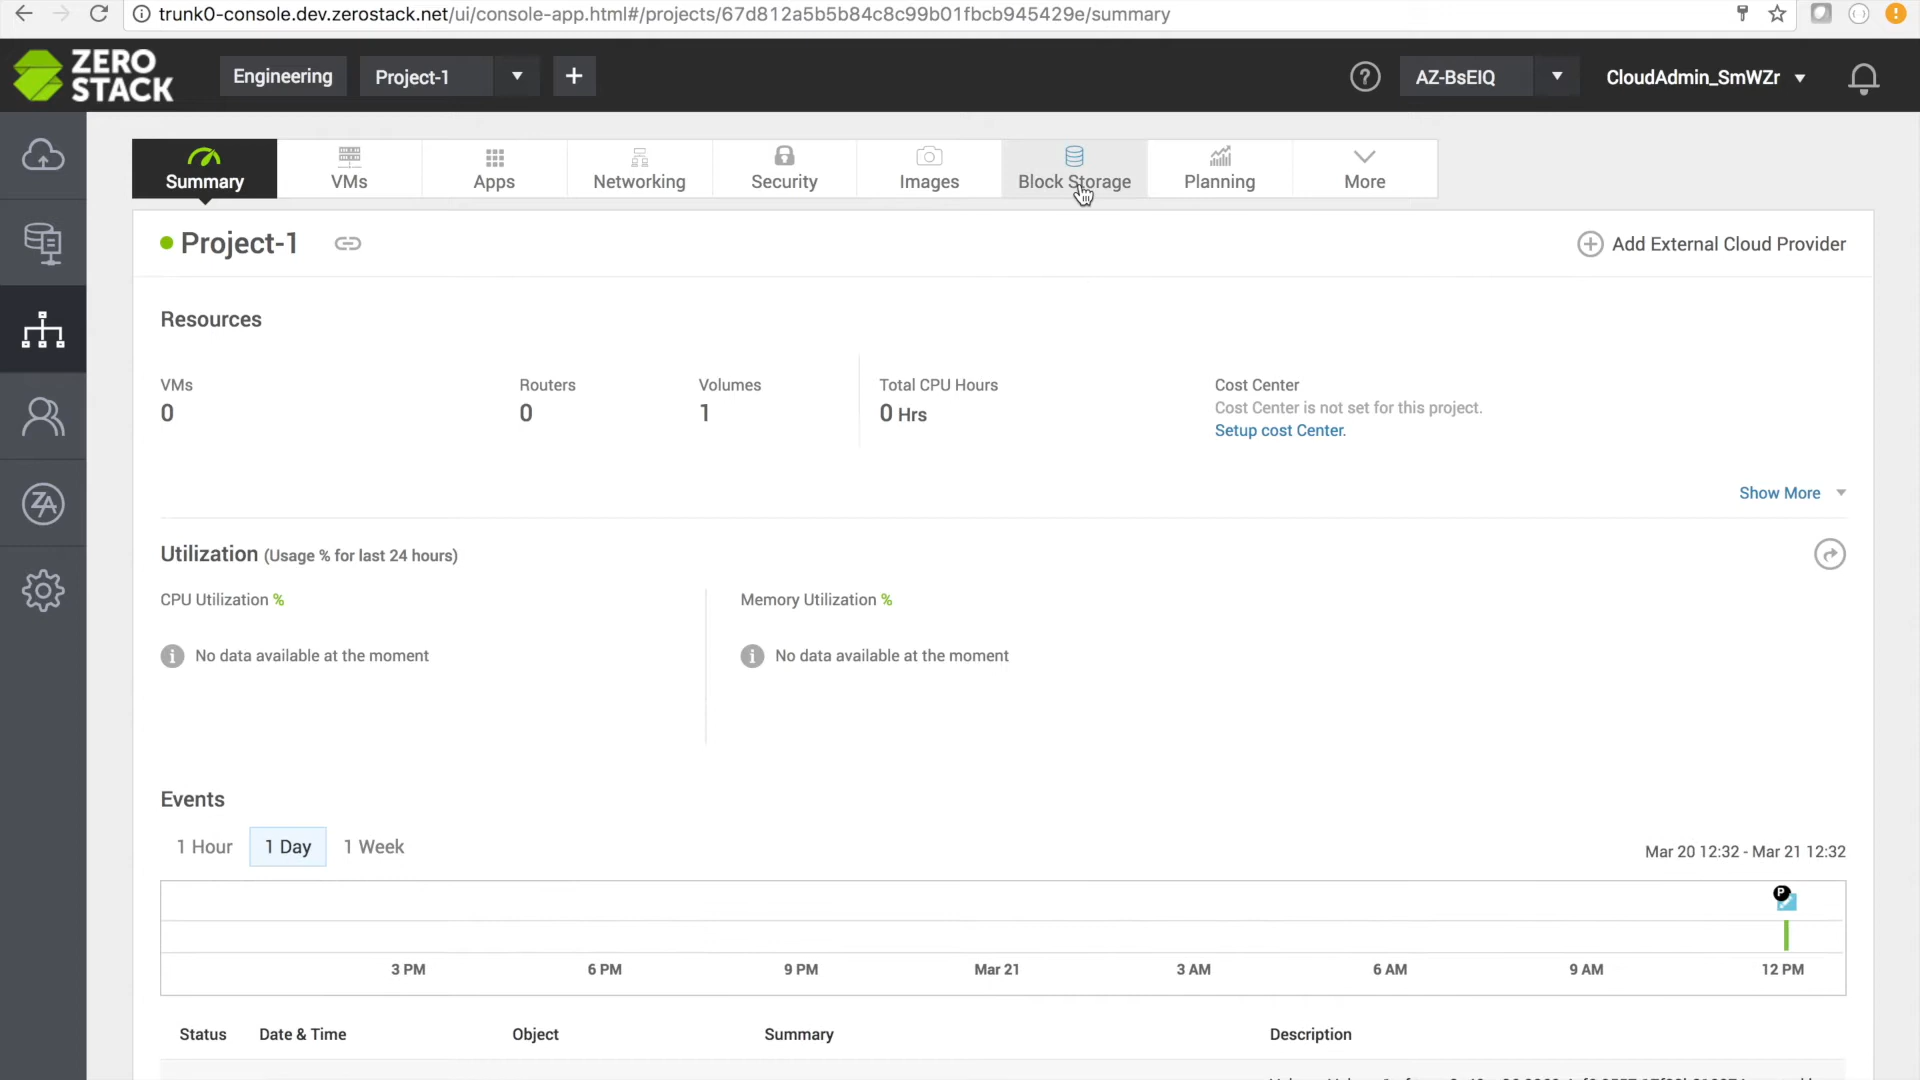 trunk0-console.dev.zerostack.net/ui/console-app.html#/projects/67d812a5b5b84c8c99b01fbcb945429e/summary
ZERO STACK
Engineering
Project-1
AZ-BsEIQ
CloudAdmin_SmWZr
Summary
VMs
Apps
Networking
Security
Images
Block Storage
Planning
More
Project-1
Add External Cloud Provider
Resources
VMs
0
Routers
0
Volumes
1
Total CPU Hours
0 Hrs
Cost Center
Cost Center is not set for this project.
Setup cost Center.
Show More
Utilization (Usage % for last 24 hours)
CPU Utilization %
No data available at the moment
Memory Utilization %
No data available at the moment
Events
1 Hour
1 Day
1 Week
Mar 20 12:32 - Mar 21 12:32
P
3 PM
6 PM
9 PM
Mar 21
3 AM
6 AM
9 AM
12 PM
Status
Date & Time
Object
Summary
Description